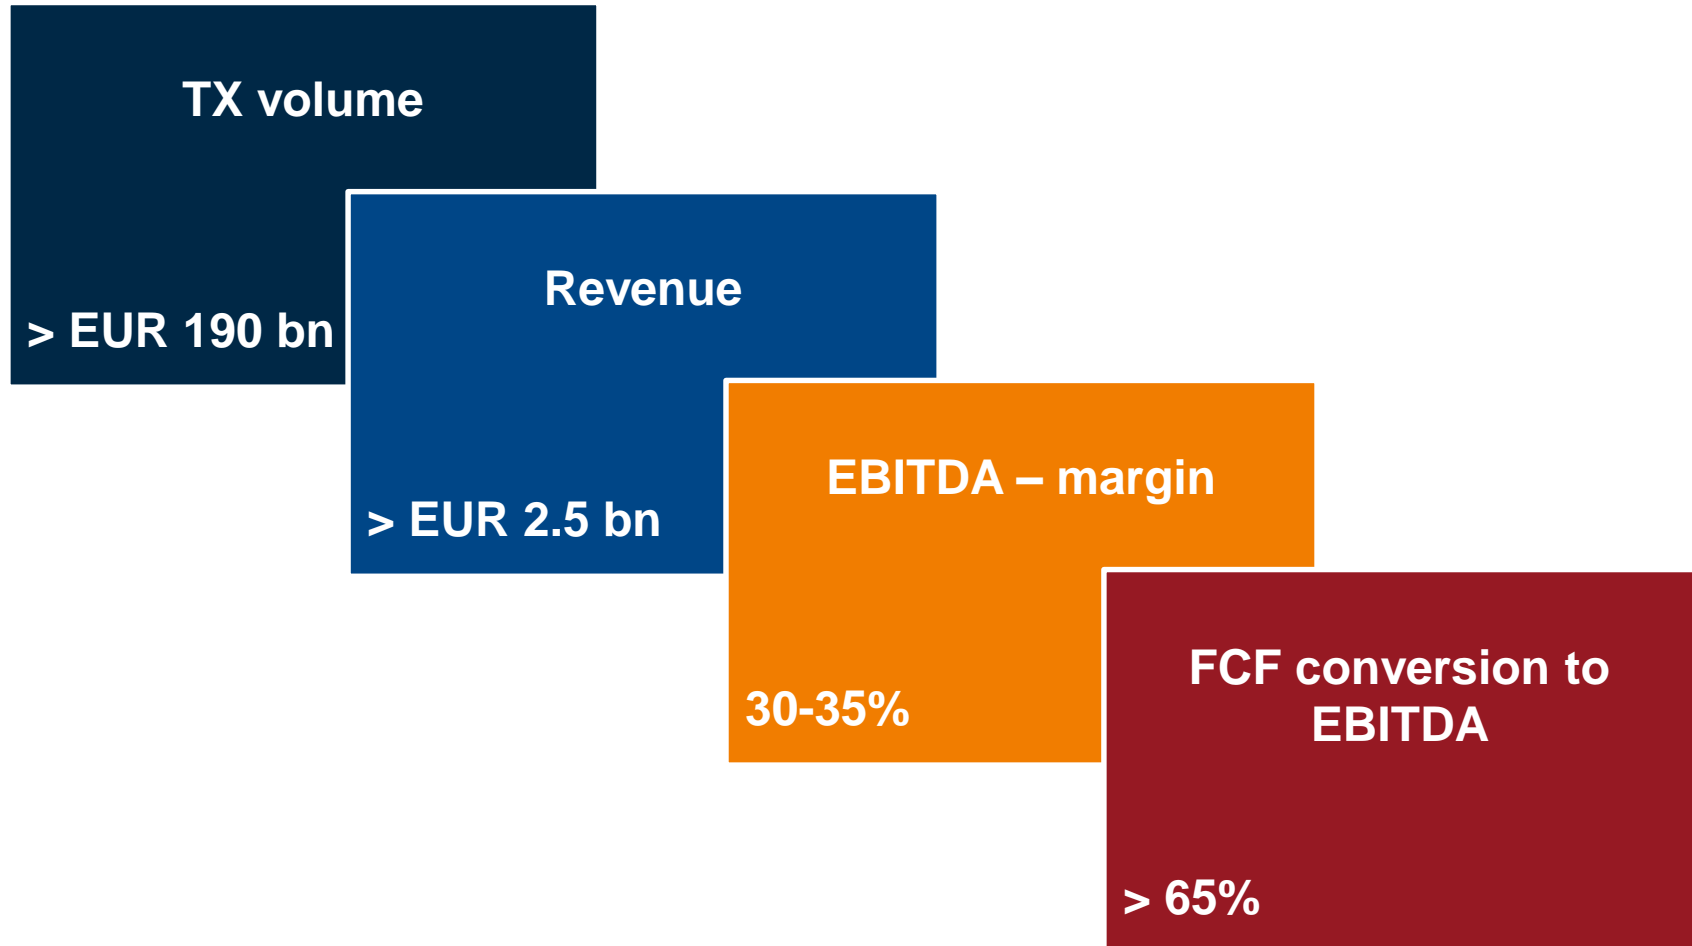 TX volume
> EUR 190 bn
Revenue
> EUR 2.5 bn
EBITDA – margin
30-35%
FCF conversion to
EBITDA
> 65%